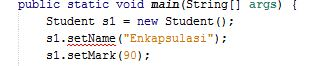 public static void main(String[] args) {
Student s1 = new Student();
s1.setName("Enkapsulasi");
s1.setMark(90);